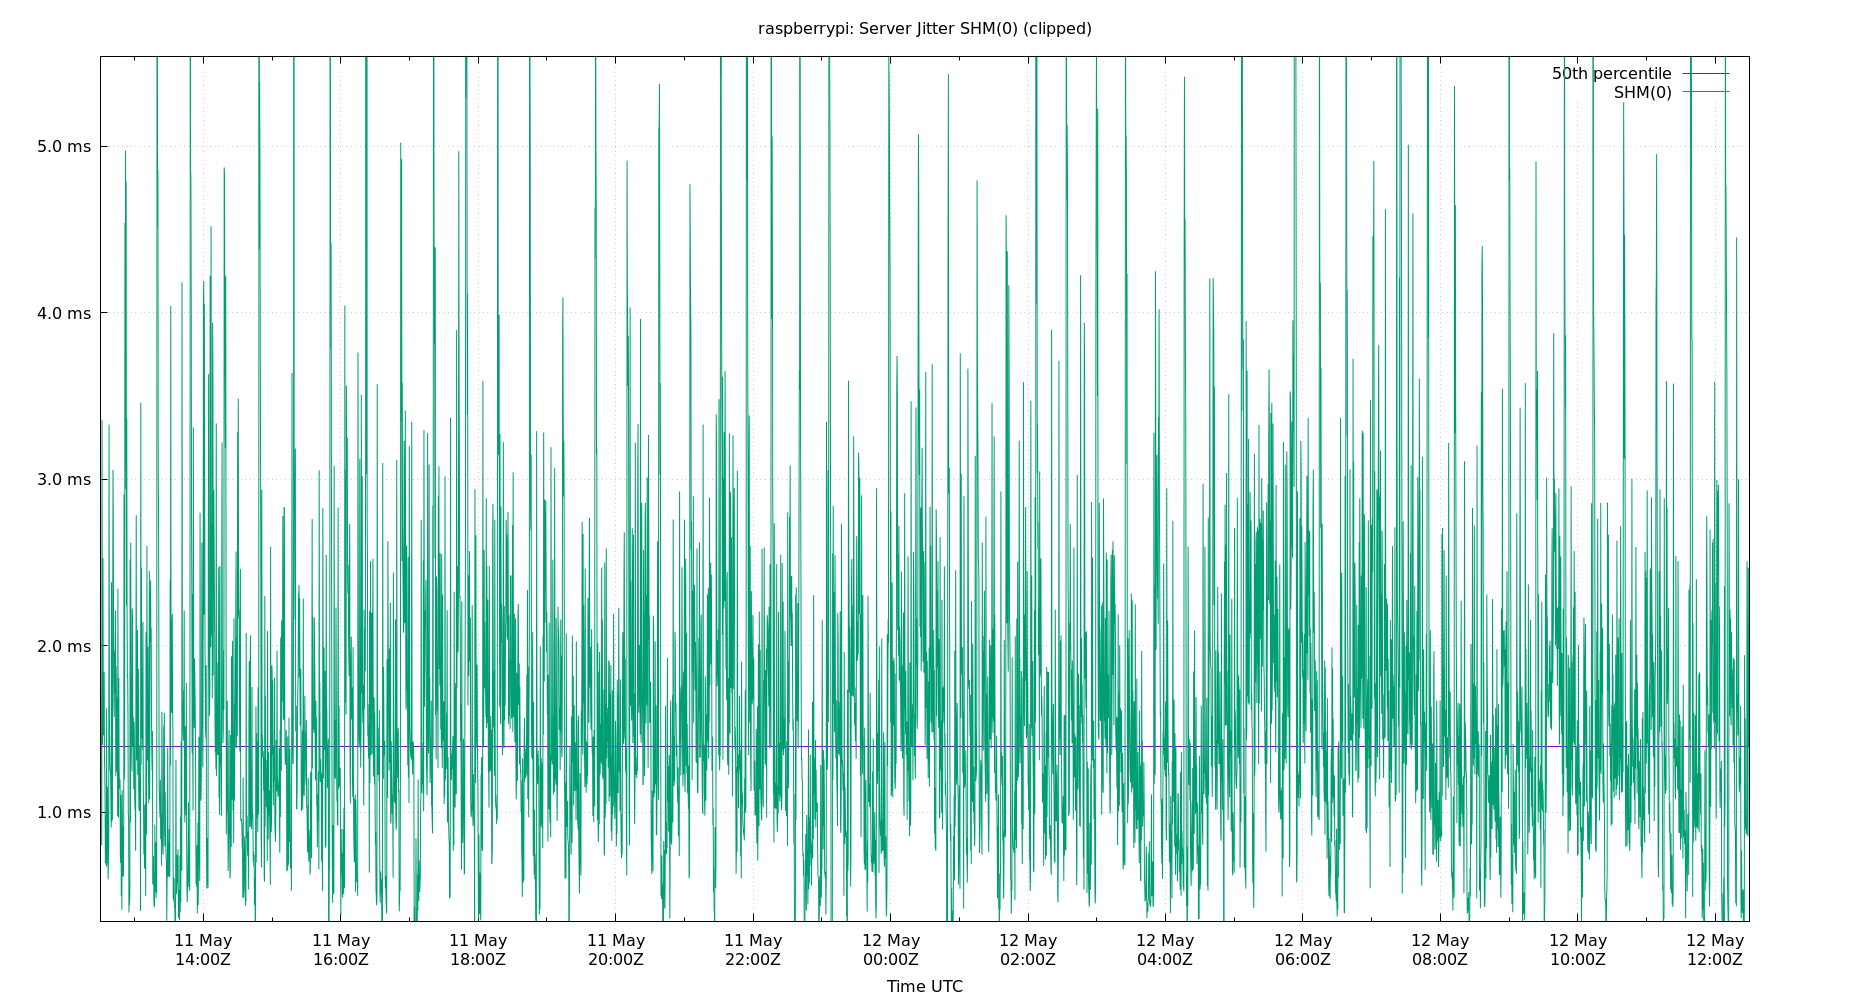 raspberrypi: Server Jitter SHM(0) (clipped)
50th percentile
SHM(0)
5.0 ms
4.0 ms
3.0 ms
2.0 ms
1.0 ms
11 May 11 May 11 May 11 May 11 May 12 May 12 May 12 May 12 May 12 May 12 May 12 May
14:00Z 16:00Z 18:00Z 20:00Z 22:00Z 00:00Z 02:00Z 04:00Z 06:00Z 08:00Z 10:00Z 12:00Z
Time UTC